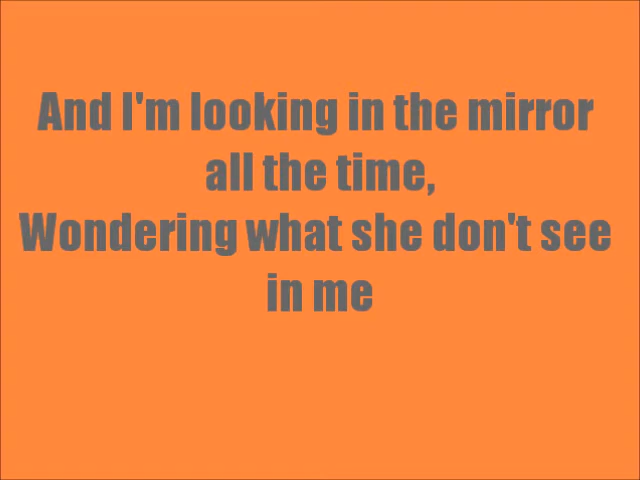 And I'm looking in the mirror
all the time,
Wondering what she don't see
in me